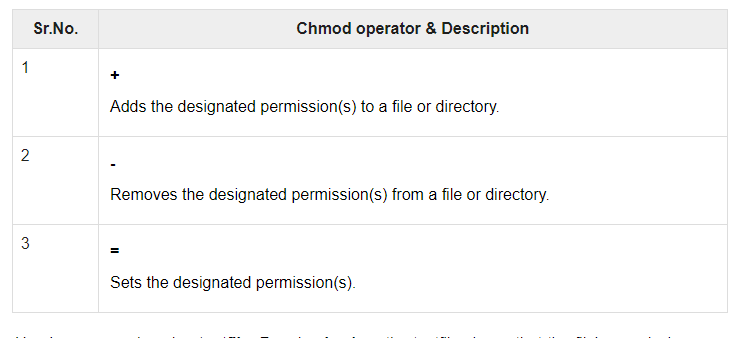 Sr.No. Chmod operator & Description
1
+
Adds the designated permission(s) to a file or directory.
2
-
Removes the designated permission(s) from a file or directory.
3
=
Sets the designated permission(s).